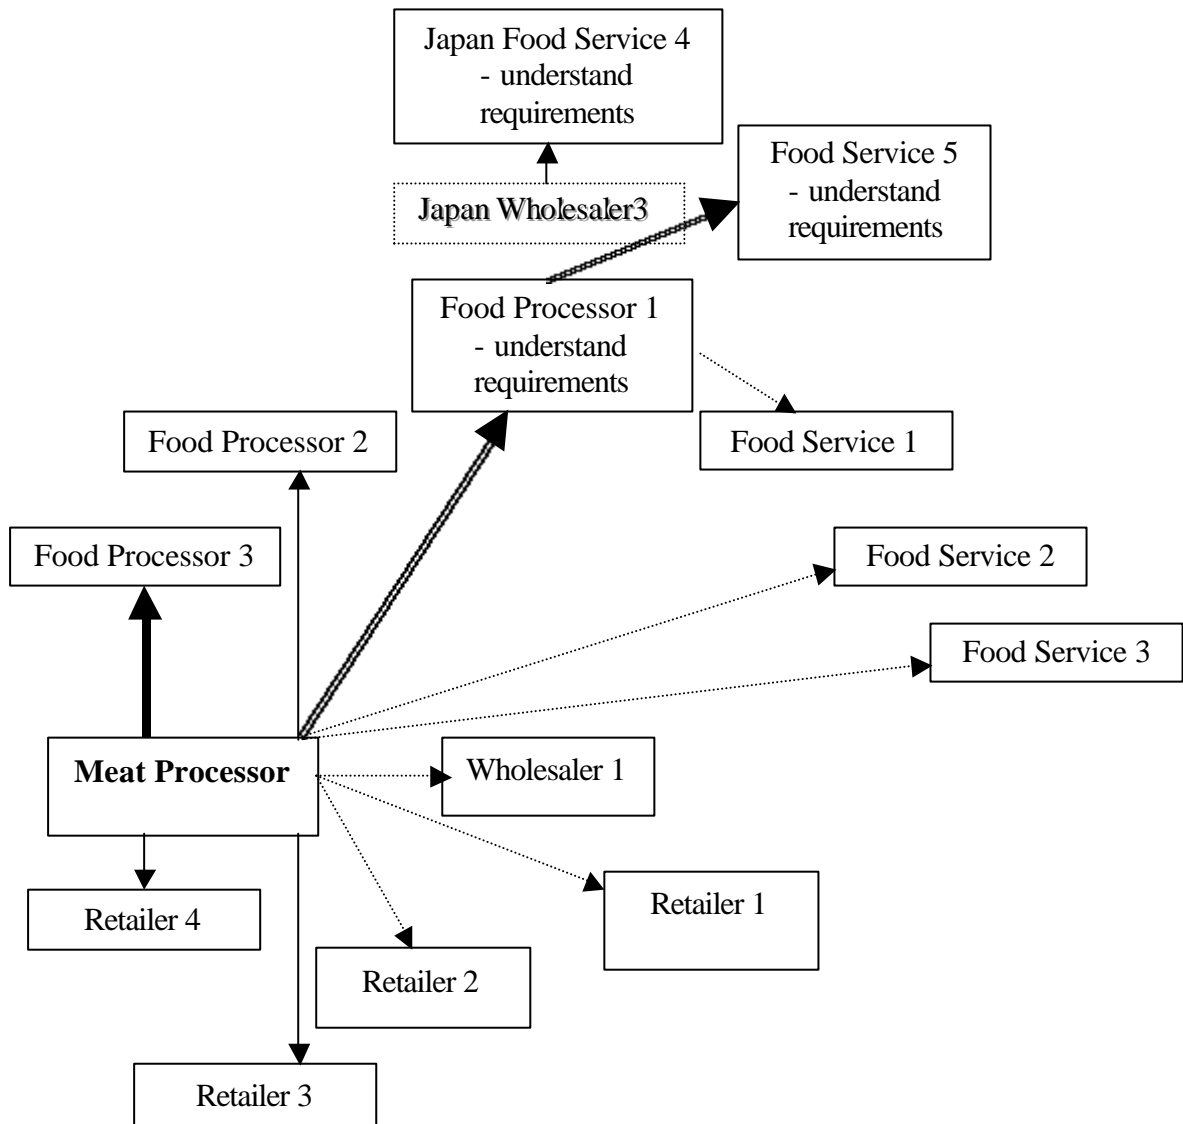 Japan Food Service 4
- understand
requirements
Food Service 5
- understand
requirements
Japan Wholesaler3
Food Processor 1
- understand
requirements
Food Processor 2
Food Service 1
Food Processor 3
Food Service 2
Food Service 3
Meat Processor
Wholesaler 1
Retailer 4
Retailer 1
Retailer 2
Retailer 3